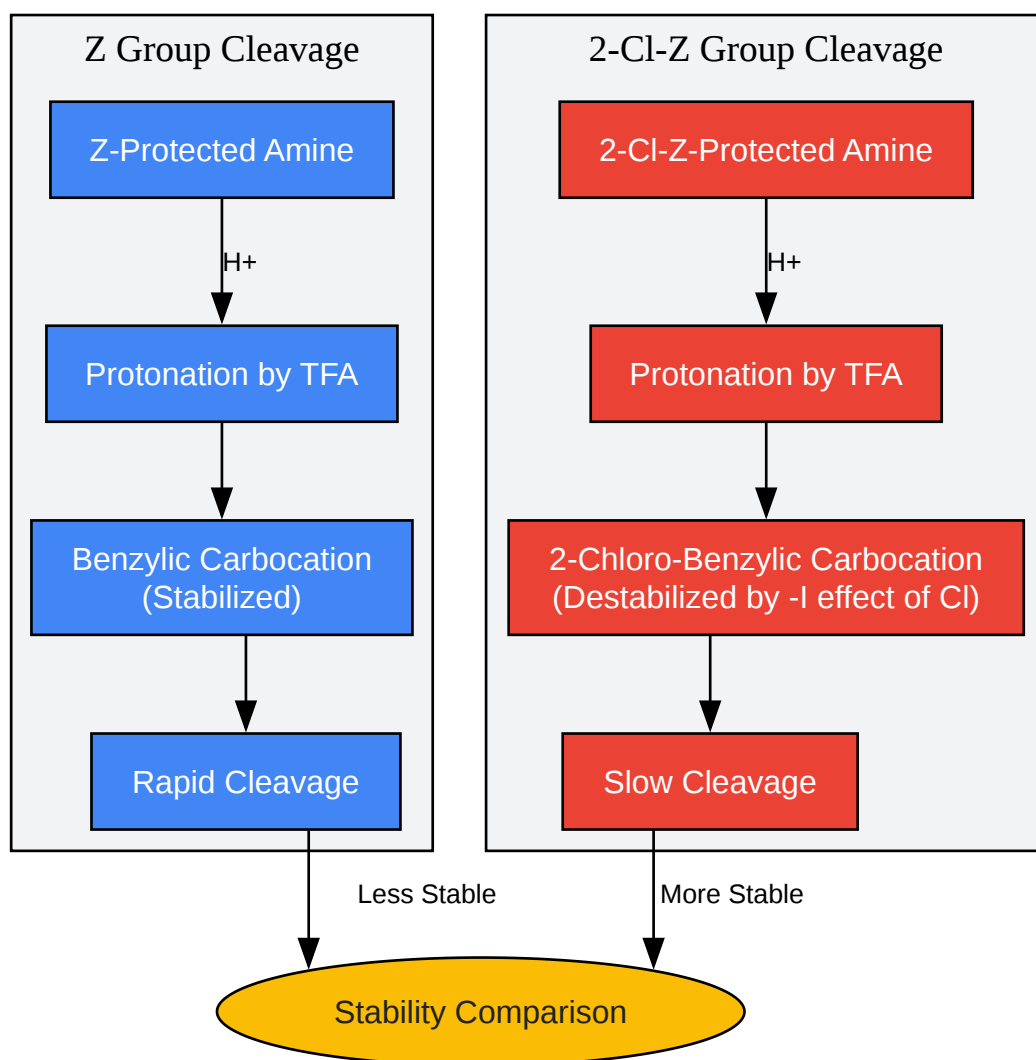 Z Group Cleavage
Z-Protected Amine
H+
Protonation by TFA
Benzylic Carbocation
(Stabilized)
Rapid Cleavage
Less Stable
2-Cl-Z Group Cleavage
2-Cl-Z-Protected Amine
H+
Protonation by TFA
2-Chloro-Benzylic Carbocation
(Destabilized by -I effect of Cl)
Slow Cleavage
More Stable
Stability Comparison